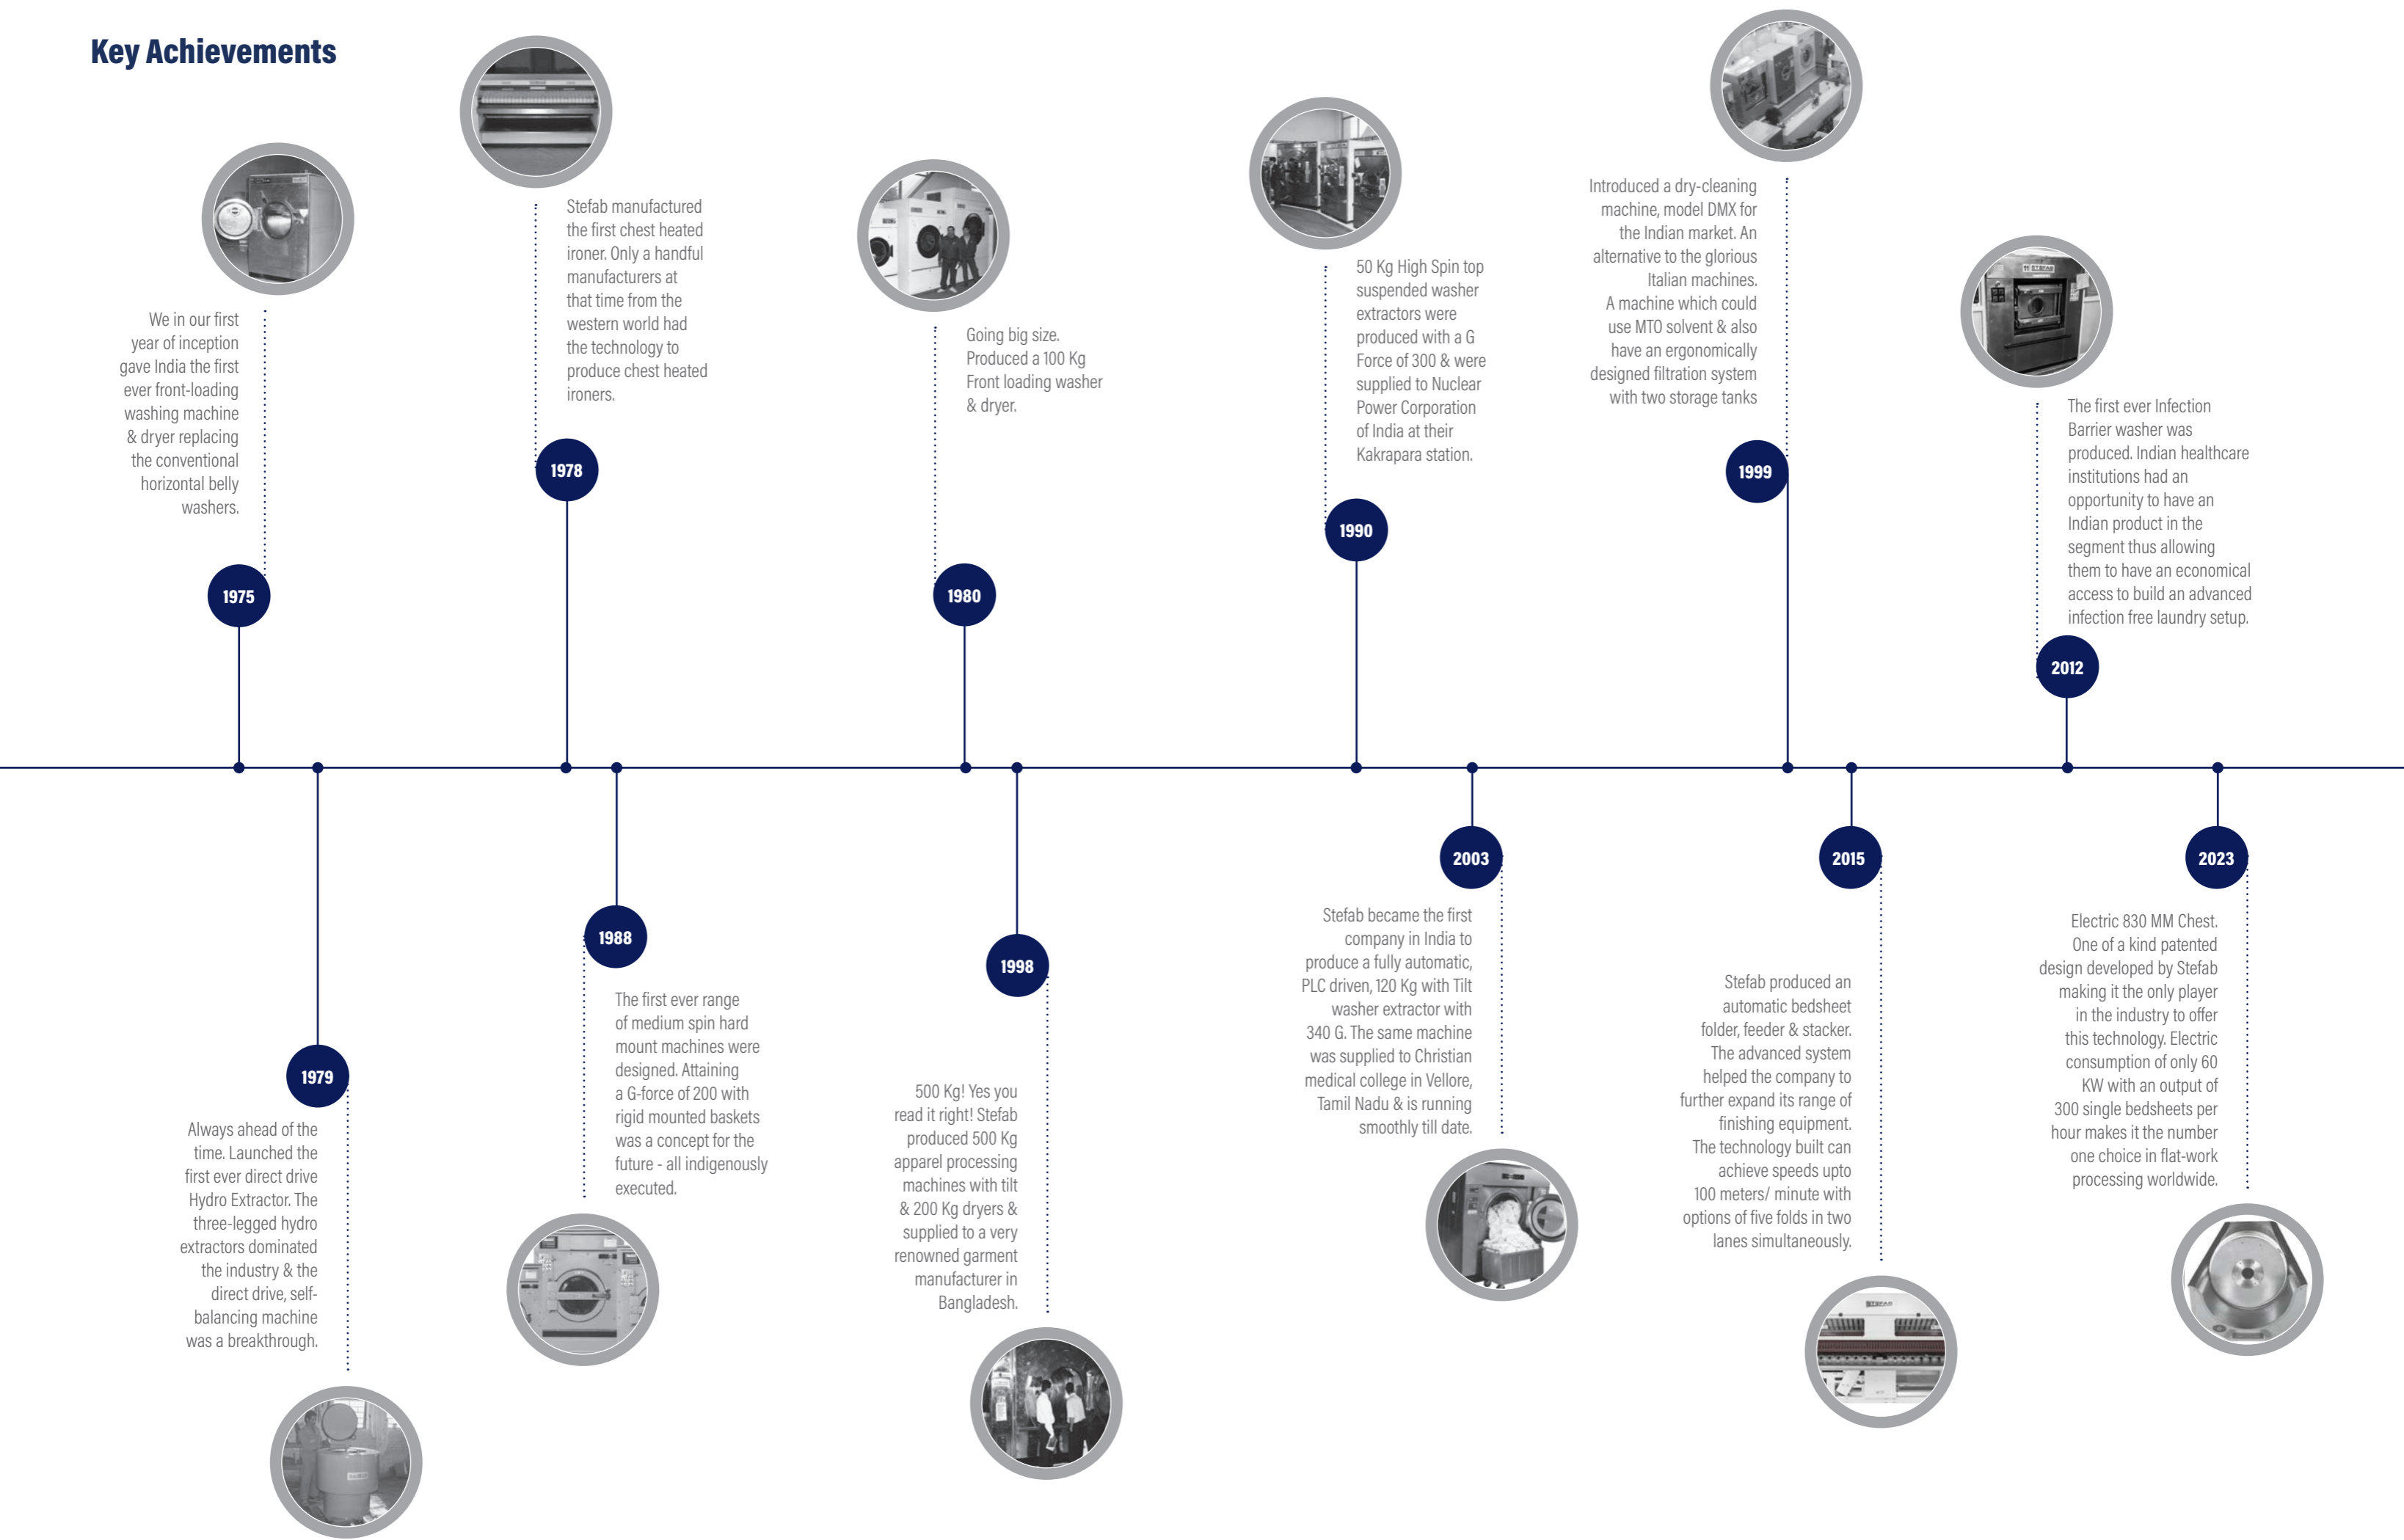 Key Achievements
We in our first
year of inception
gave India the first
ever front-loading
washing machine
& dryer replacing
the conventional
horizontal belly
washers.
1975
Stefab manufactured
the first chest heated
ironer. Only a handful
manufacturers at
that time from the
western world had
the technology to
produce chest heated
ironers.
1978
Going big size.
Produced a 100 Kg
Front loading washer
& dryer.
1980
50 Kg High Spin top
suspended washer
extractors were
produced with a G
Force of 300 & were
supplied to Nuclear
Power Corporation
of India at their
Kakrapara station.
1990
Introduced a dry-cleaning
machine, model DMX for
the Indian market. An
alternative to the glorious
Italian machines.
A machine which could
use MTO solvent & also
have an ergonomically
designed filtration system
with two storage tanks
1999
The first ever Infection
Barrier washer was
produced. Indian healthcare
institutions had an
opportunity to have an
Indian product in the
segment thus allowing
them to have an economical
access to build an advanced
infection free laundry setup.
2012
1979
Always ahead of the
time. Launched the
first ever direct drive
Hydro Extractor. The
three-legged hydro
extractors dominated
the industry & the
direct drive, self-
balancing machine
was a breakthrough.
1988
The first ever range
of medium spin hard
mount machines were
designed. Attaining
a G-force of 200 with
rigid mounted baskets
was a concept for the
future - all indigenously
executed.
1998
500 Kg! Yes you
read it right! Stefab
produced 500 Kg
apparel processing
machines with tilt
& 200 Kg dryers &
supplied to a very
renowned garment
manufacturer in
Bangladesh.
2003
Stefab became the first
company in India to
produce a fully automatic,
PLC driven, 120 Kg with Tilt
washer extractor with
340 G. The same machine
was supplied to Christian
medical college in Vellore,
Tamil Nadu & is running
smoothly till date.
2015
Stefab produced an
automatic bedsheet
folder, feeder & stacker.
The advanced system
helped the company to
further expand its range of
finishing equipment.
The technology built can
achieve speeds upto
100 meters/ minute with
options of five folds in two
lanes simultaneously.
2023
Electric 830 MM Chest.
One of a kind patented
design developed by Stefab
making it the only player
in the industry to offer
this technology. Electric
consumption of only 60
KW with an output of
300 single bedsheets per
hour makes it the number
one choice in flat-work
processing worldwide.